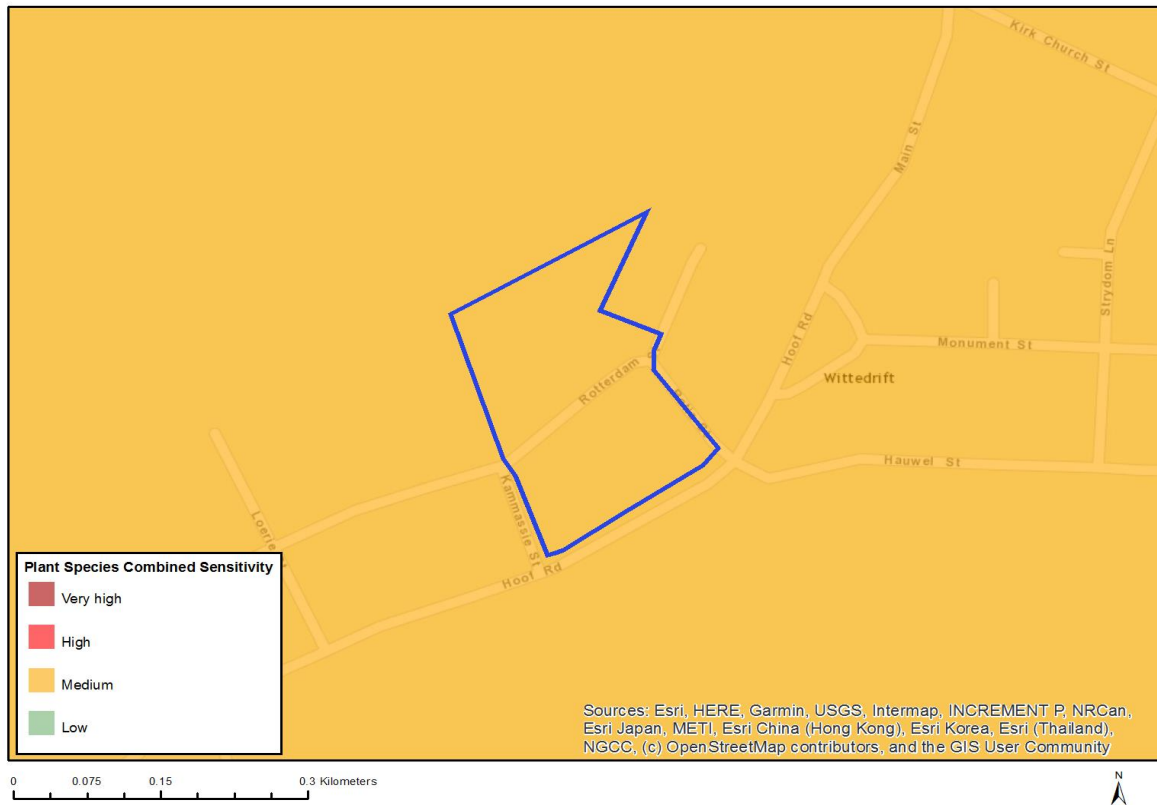 Kirk Church St
Main St
Strydom Ln
Hoof Rd
Monument St
Wittedrift
Rotterdam
Hauwel St
Kammassie St
Loerie
Hoof Rd
Plant Species Combined Sensitivity
Very high
High
Medium
Low
Sources: Esri, HERE, Garmin, USGS, Intermap, INCREMENT P, NRCan,
Esri Japan, METI, Esri China (Hong Kong), Esri Korea, Esri (Thailand),
NGCC, (c) OpenStreetMap contributors, and the GIS User Community
0 0.075 0.15 0.3 Kilometers
N